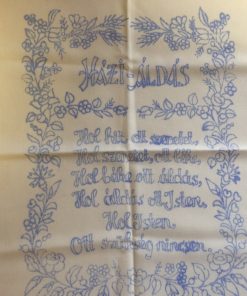 HÁZI-ÁLDÁS
Hol hit ott szeretet,
Hol szeretet, ott béke,
Hol béke ott áldás,
Hol áldás ott Isten,
Hol Isten
Ott szükség nincsen.